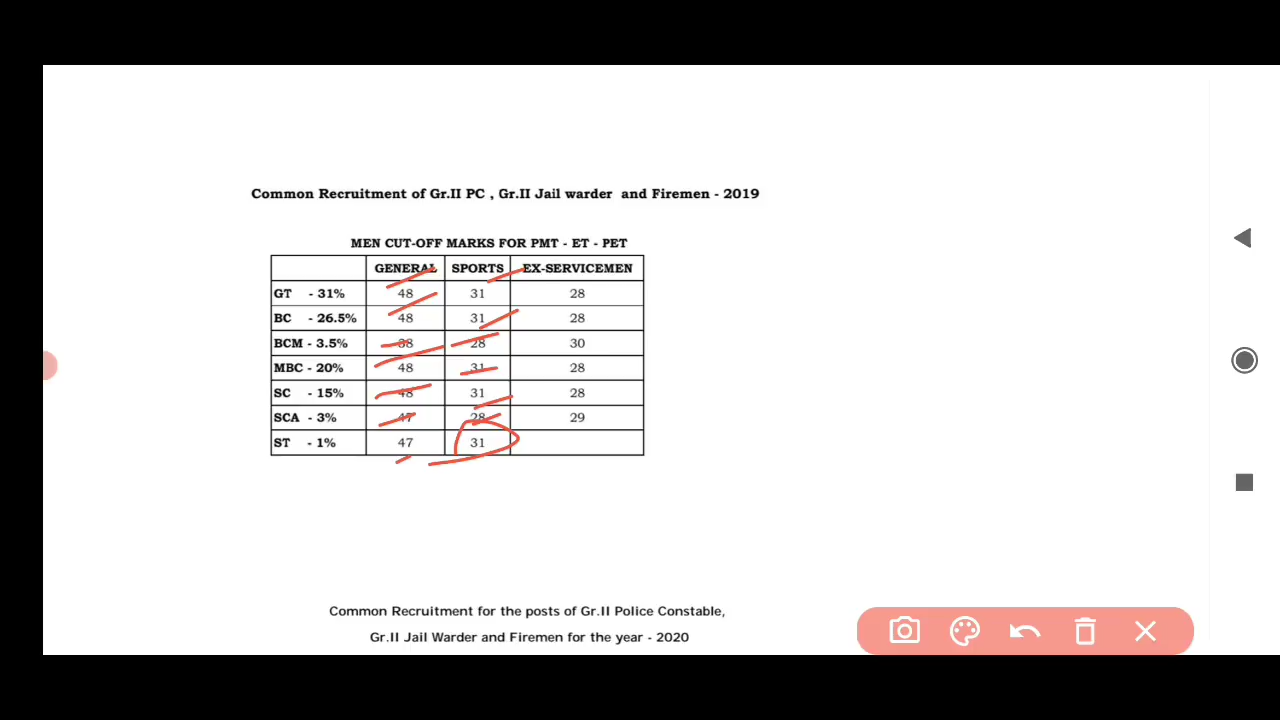 Common Recruitment of Gr.II PC , Gr.II Jail warder and Firemen - 2019
MEN CUT-OFF MARKS FOR PMT - ET - PET
GENERAL SPORTS EX-SERVICEMEN
GT - 31% 48 31 28
BC - 26.5% 48 31 28
BCM - 3.5% 38 28 30
MBC - 20% 48 31 28
SC - 15% 48 31 28
SCA - 3% 47 28 29
ST - 1% 47 31
Common Recruitment for the posts of Gr.II Police Constable,
Gr.II Jail Warder and Firemen for the year - 2020